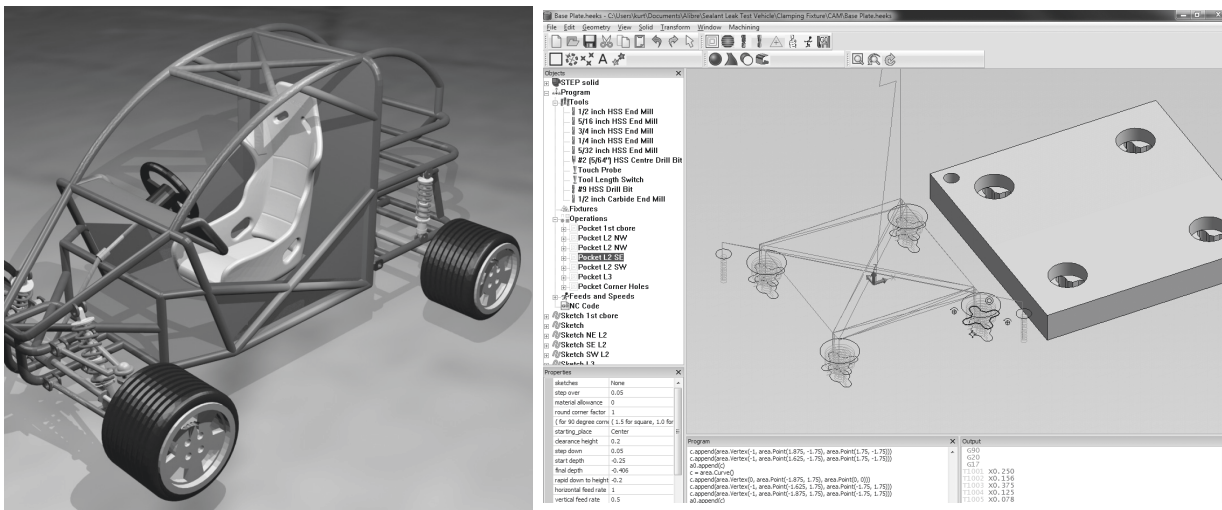 Base Plate.heeks - C:\Users\kurt\Documents\Alibre\Sealant Leak Test Vehicle\Clamping Fixture\CAM\Base Plate.heeks
File Edit Geometry View Solid Transform Window Machining
Objects
STEP solid
Program
Tools
1/2 inch HSS End Mill
5/16 inch HSS End Mill
3/4 inch HSS End Mill
1/4 inch HSS End Mill
5/32 inch HSS End Mill
#2 (5/64") HSS Centre Drill Bit
Touch Probe
Tool Length Switch
#9 HSS Drill Bit
1/2 inch Carbide End Mill
Fixtures
Operations
Pocket 1st cbore
Pocket L2 NW
Pocket L2 NW
Pocket L2 SE
Pocket L2 SW
Pocket L3
Pocket Corner Holes
Feeds and Speeds
NC Code
Sketch 1st cbore
Sketch
Sketch NE L2
Sketch SE L2
Sketch SW L2
Sketch L3
Properties
sketches None
step over 0.05
material allowance 0
round corner factor 1
( for 90 degree corn ( 1.5 for square, 1.0 for
starting_place Center
clearance height 0.2
step down 0.05
start depth -0.25
final depth -0.406
rapid down to height -0.2
horizontal feed rate 1
vertical feed rate 0.5
Program
c.append(area.Vertex(-1, area.Point(1.875, -1.75), area.Point(1.75, -1.75)))
c.append(area.Vertex(-1, area.Point(1.625, -1.75), area.Point(1.75, -1.75)))
a0.append(c)
c = area.Curve()
c.append(area.Vertex(0, area.Point(-1.875, 1.75), area.Point(0, 0)))
c.append(area.Vertex(-1, area.Point(-1.625, 1.75), area.Point(-1.75, 1.75)))
c.append(area.Vertex(-1, area.Point(-1.875, 1.75), area.Point(-1.75, 1.75)))
a0.append(c)
Output
G90
G20
G17
T1001 X0.250
T1002 X0.156
T1003 X0.375
T1004 X0.125
T1005 X0.078